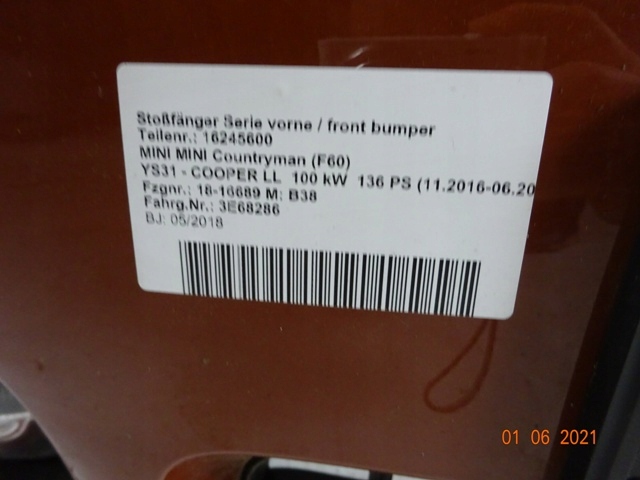 Stoßfänger Serie vorne / front bumper
Teilenr.: 16245600
MINI MINI Countryman (F60)
YS31 - COOPER LL 100 kW 136 PS (11.2016-06.20
Fzgnr.: 18-16689 M: B38
Fahrg.Nr.: 3E68286
BJ: 05/2018
01 06 2021